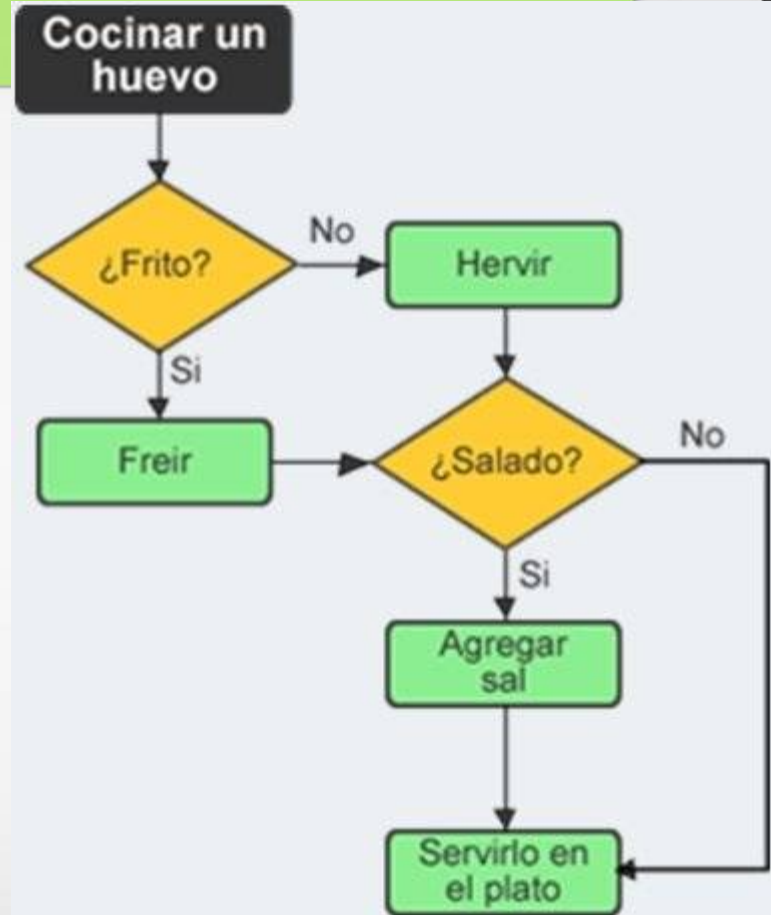 Cocinar un
huevo
¿Frito?
No
Hervir
Si
Freir
¿Salado?
No
Si
Agregar
sal
Servirlo en
el plato